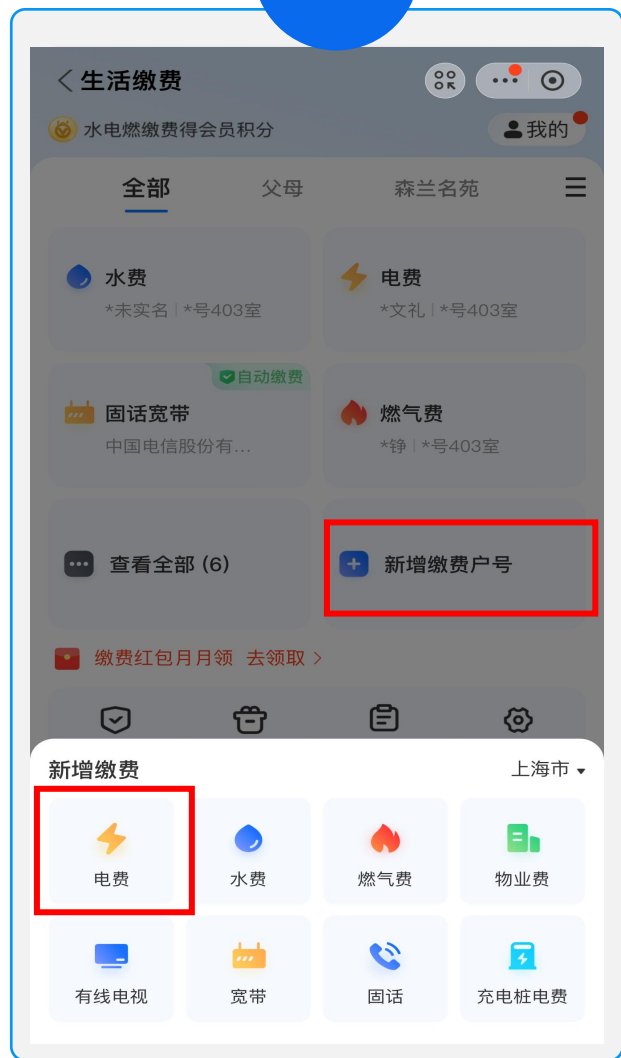 生活缴费
水电燃缴费得会员积分
我的
全部 父母 森兰名苑
水费 电费
*未实名 | *号403室 *文礼 | *号403室
自动缴费
固话宽带 燃气费
中国电信股份有... *铮 | *号403室
查看全部 (6) 新增缴费户号
缴费红包月月领 去领取 >
新增缴费 上海市
电费 水费 燃气费 物业费
有线电视 宽带 固话 充电桩电费